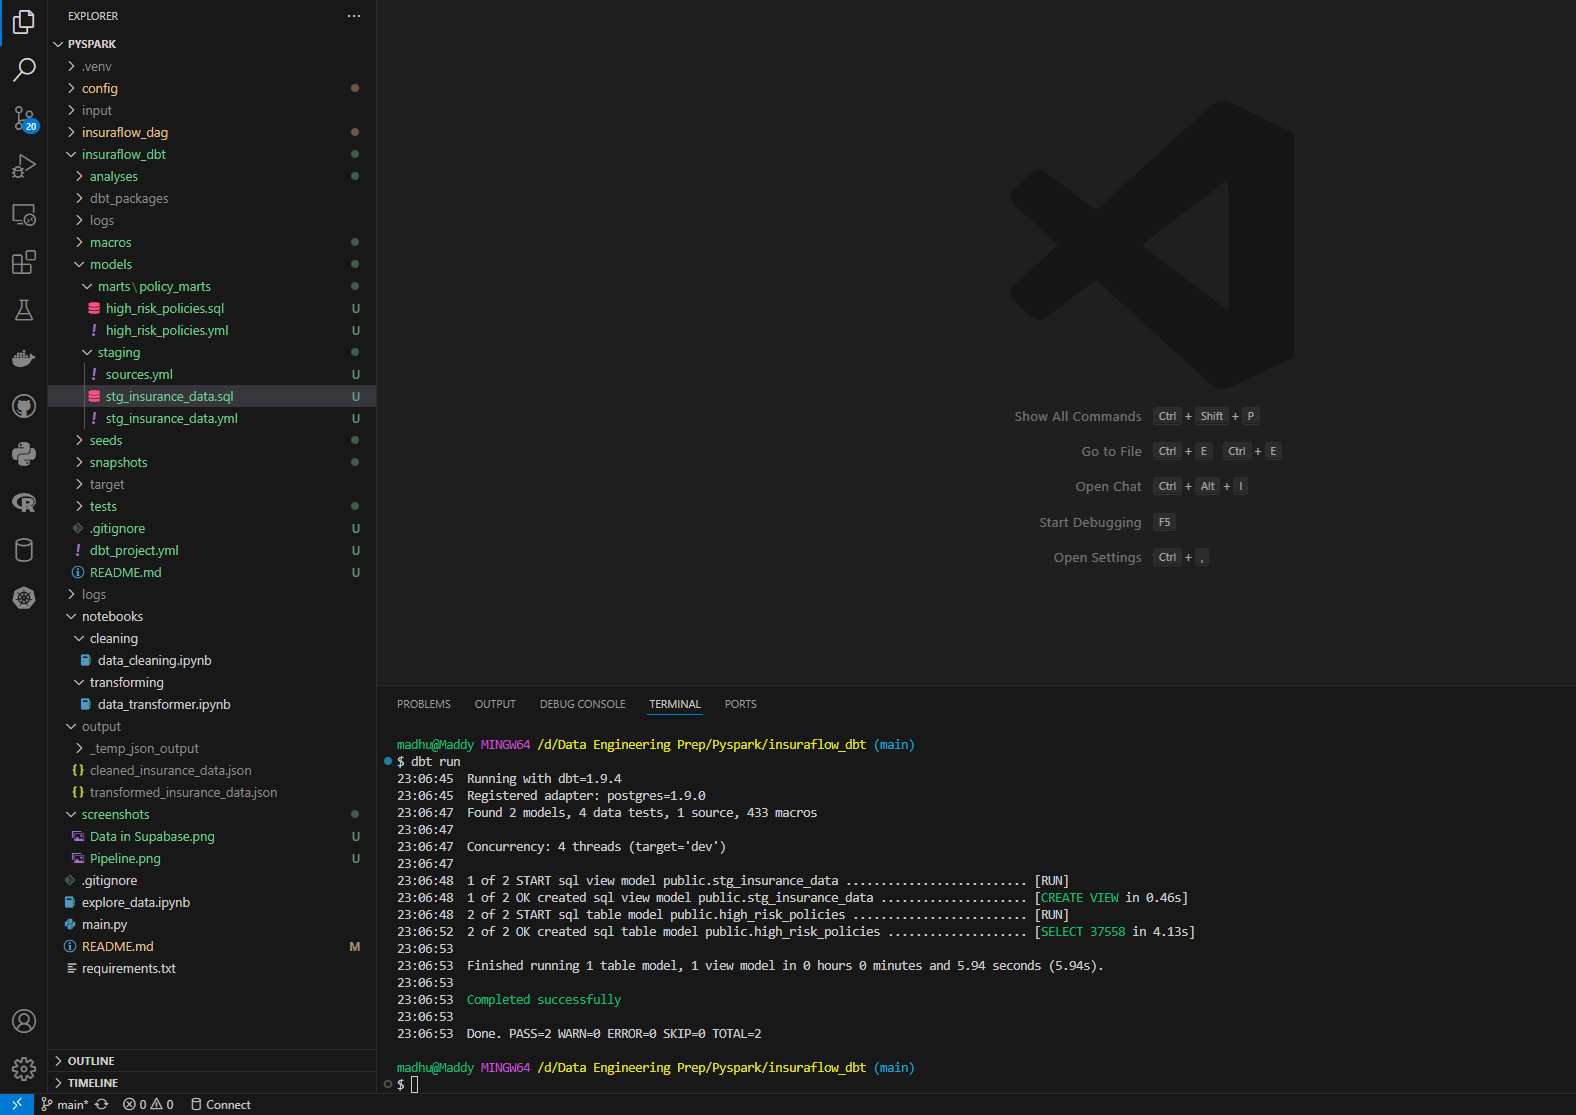 EXPLORER
PYSPARK
.venv
config
input
insuraflow_dag
insuraflow_dbt
analyses
dbt_packages
logs
macros
models
marts\policy_marts
high_risk_policies.sql U
high_risk_policies.yml U
staging
sources.yml U
stg_insurance_data.sql U
stg_insurance_data.yml U
seeds
snapshots
target
tests
.gitignore U
dbt_project.yml U
README.md U
logs
notebooks
cleaning
data_cleaning.ipynb
transforming
data_transformer.ipynb
output
_temp_json_output
cleaned_insurance_data.json
transformed_insurance_data.json
screenshots
Data in Supabase.png U
Pipeline.png U
.gitignore
explore_data.ipynb
main.py
README.md M
requirements.txt
OUTLINE
TIMELINE
20
Show All Commands Ctrl + Shift + P
Go to File Ctrl + E Ctrl + E
Open Chat Ctrl + Alt + I
Start Debugging F5
Open Settings Ctrl + ,
PROBLEMS OUTPUT DEBUG CONSOLE TERMINAL PORTS
madhu@Maddy MINGW64 /d/Data Engineering Prep/Pyspark/insuraflow_dbt (main)
$ dbt run
23:06:45 Running with dbt=1.9.4
23:06:45 Registered adapter: postgres=1.9.0
23:06:47 Found 2 models, 4 data tests, 1 source, 433 macros
23:06:47
23:06:47 Concurrency: 4 threads (target='dev')
23:06:47
23:06:48 1 of 2 START sql view model public.stg_insurance_data .......................... [RUN]
23:06:48 1 of 2 OK created sql view model public.stg_insurance_data ..................... [CREATE VIEW in 0.46s]
23:06:48 2 of 2 START sql table model public.high_risk_policies ......................... [RUN]
23:06:52 2 of 2 OK created sql table model public.high_risk_policies .................... [SELECT 37558 in 4.13s]
23:06:53
23:06:53 Finished running 1 table model, 1 view model in 0 hours 0 minutes and 5.94 seconds (5.94s).
23:06:53
23:06:53 Completed successfully
23:06:53
23:06:53 Done. PASS=2 WARN=0 ERROR=0 SKIP=0 TOTAL=2
madhu@Maddy MINGW64 /d/Data Engineering Prep/Pyspark/insuraflow_dbt (main)
$
main* 0 0 Connect